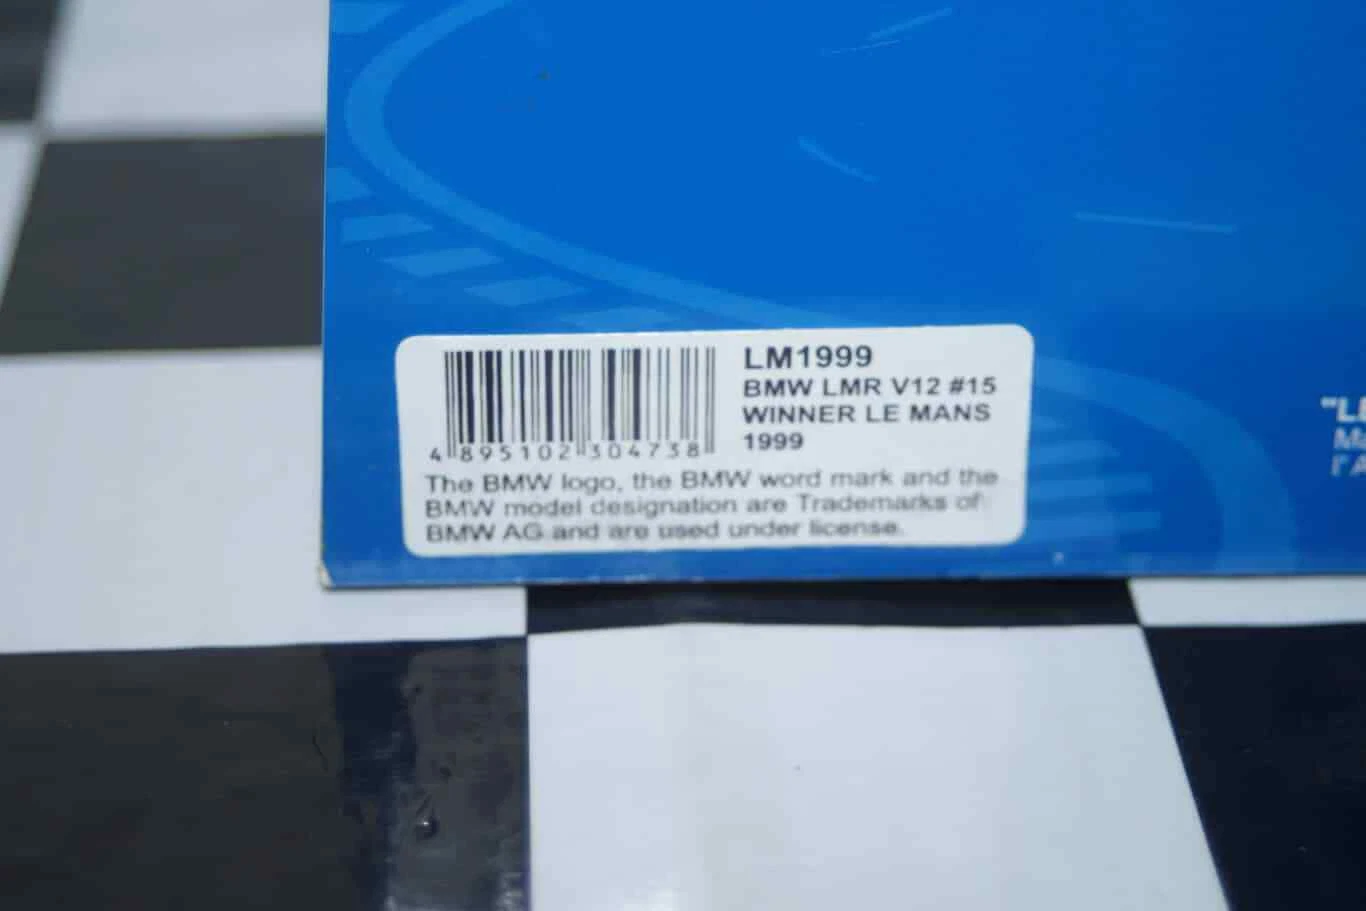 LM1999
BMW LMR V12 #15
WINNER LE MANS
1999
4 895102 304738
The BMW logo, the BMW word mark and the
BMW model designation are Trademarks of
BMW AG and are used under license.